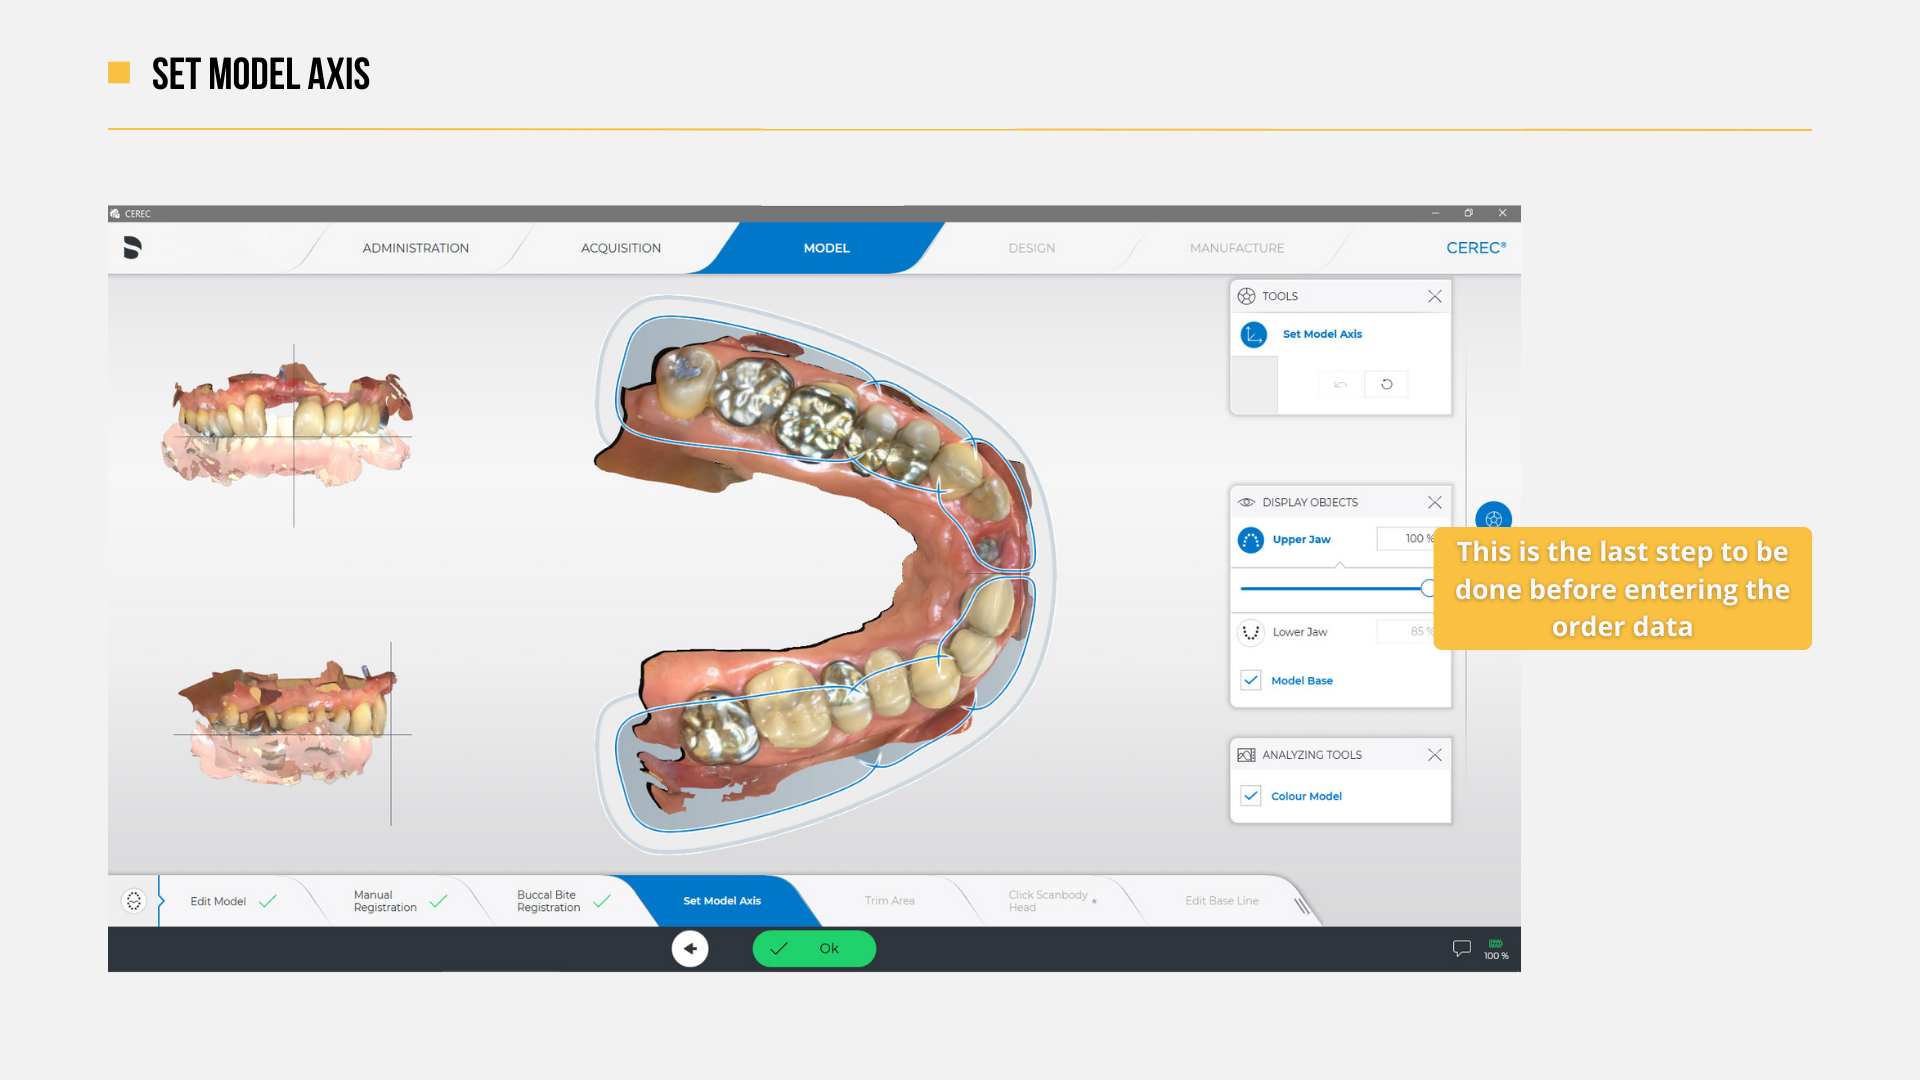 SET MODEL AXIS
CEREC
ADMINISTRATION
ACQUISITION
MODEL
DESIGN
MANUFACTURE
CEREC®
TOOLS
Set Model Axis
DISPLAY OBJECTS
Upper Jaw
100 %
Lower Jaw
85 %
Model Base
This is the last step to be
done before entering the
order data
ANALYZING TOOLS
Colour Model
Edit Model
Manual
Registration
Buccal Bite
Registration
Set Model Axis
Trim Area
Click Scanbody *
Head
Edit Base Line
Ok
100 %